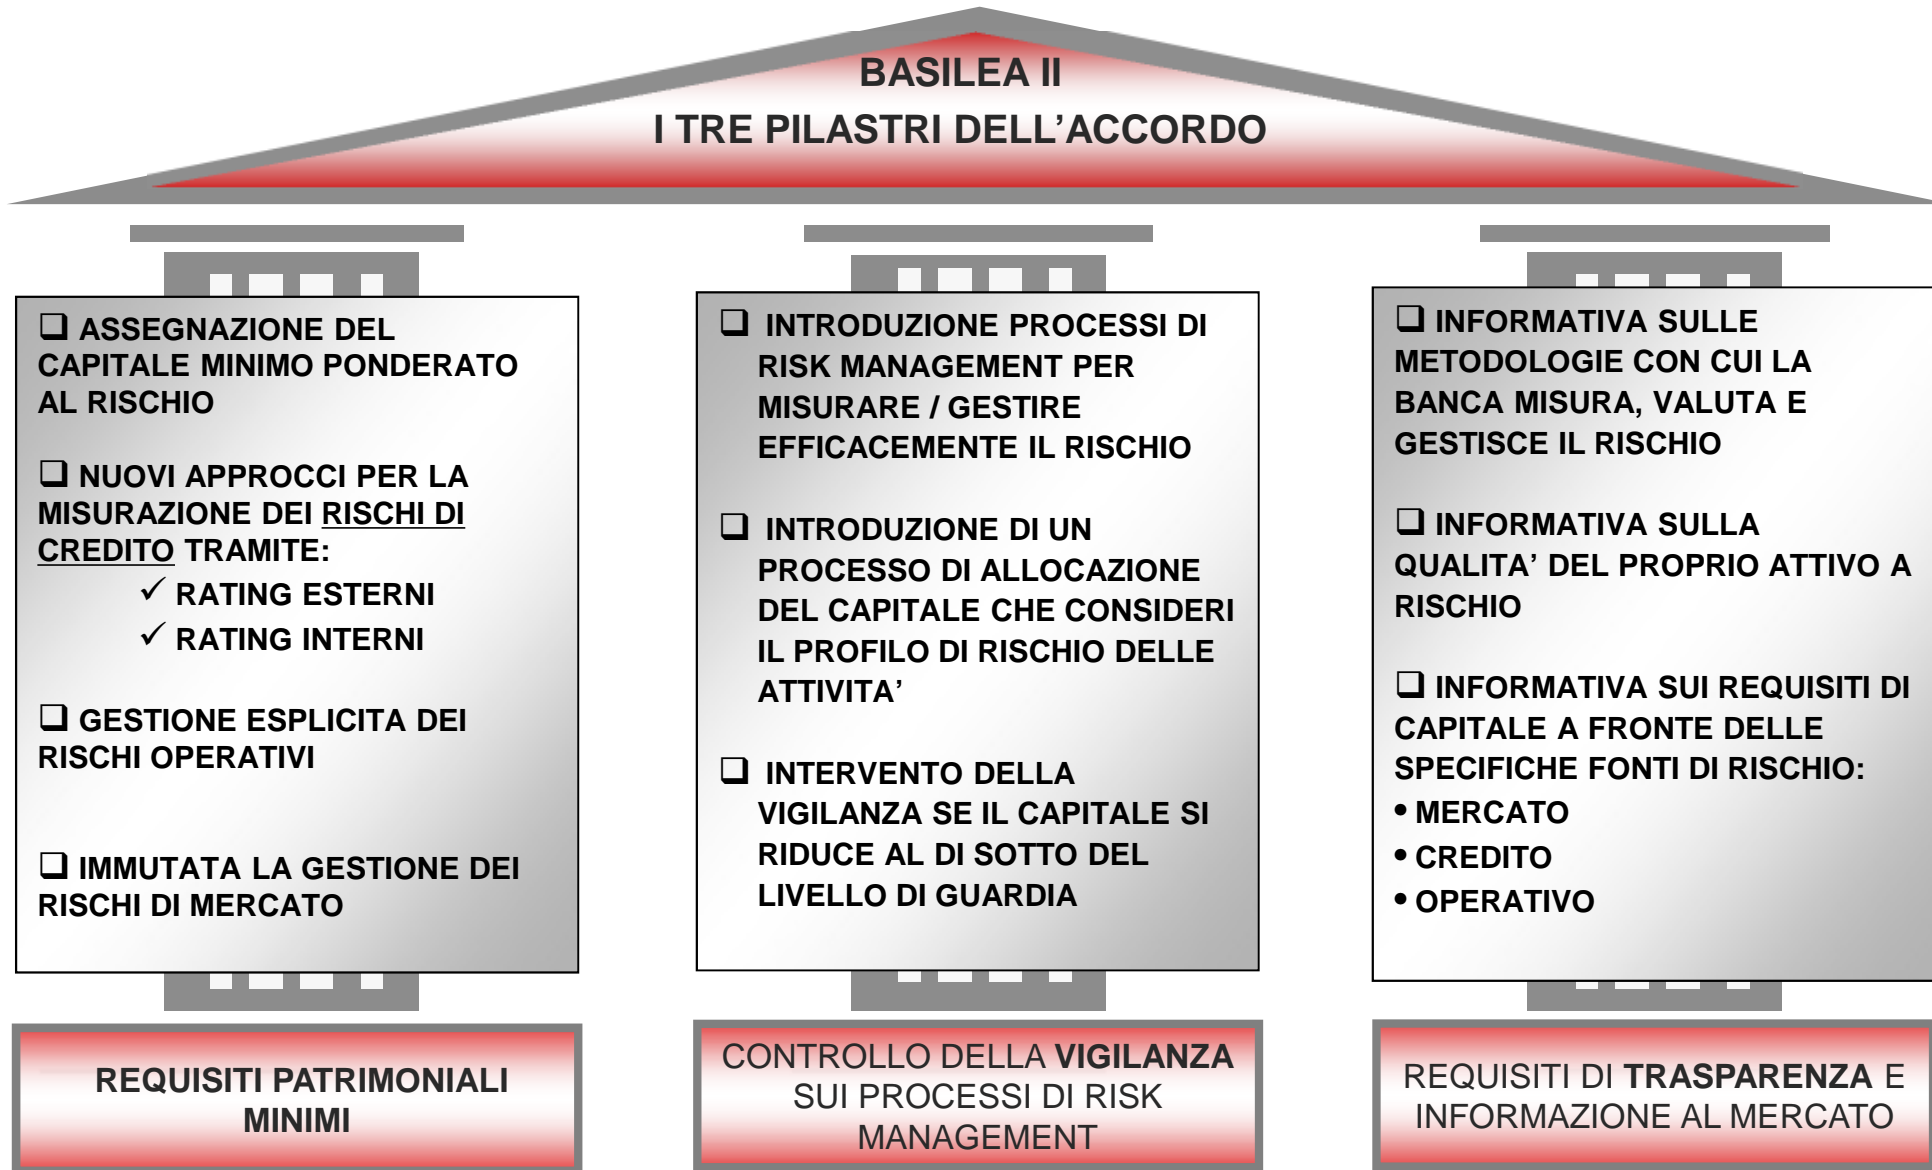 BASILEA II
I TRE PILASTRI DELL’ACCORDO
❑ ASSEGNAZIONE DEL
CAPITALE MINIMO PONDERATO
AL RISCHIO
❑ NUOVI APPROCCI PER LA
MISURAZIONE DEI RISCHI DI
CREDITO TRAMITE:
✓ RATING ESTERNI
✓ RATING INTERNI
❑ GESTIONE ESPLICITA DEI
RISCHI OPERATIVI
❑ IMMUTATA LA GESTIONE DEI
RISCHI DI MERCATO
REQUISITI PATRIMONIALI
MINIMI
❑ INTRODUZIONE PROCESSI DI
RISK MANAGEMENT PER
MISURARE / GESTIRE
EFFICACEMENTE IL RISCHIO
❑ INTRODUZIONE DI UN
PROCESSO DI ALLOCAZIONE
DEL CAPITALE CHE CONSIDERI
IL PROFILO DI RISCHIO DELLE
ATTIVITA’
❑ INTERVENTO DELLA
VIGILANZA SE IL CAPITALE SI
RIDUCE AL DI SOTTO DEL
LIVELLO DI GUARDIA
CONTROLLO DELLA VIGILANZA
SUI PROCESSI DI RISK
MANAGEMENT
❑ INFORMATIVA SULLE
METODOLOGIE CON CUI LA
BANCA MISURA, VALUTA E
GESTISCE IL RISCHIO
❑ INFORMATIVA SULLA
QUALITA’ DEL PROPRIO ATTIVO A
RISCHIO
❑ INFORMATIVA SUI REQUISITI DI
CAPITALE A FRONTE DELLE
SPECIFICHE FONTI DI RISCHIO:
• MERCATO
• CREDITO
• OPERATIVO
REQUISITI DI TRASPARENZA E
INFORMAZIONE AL MERCATO